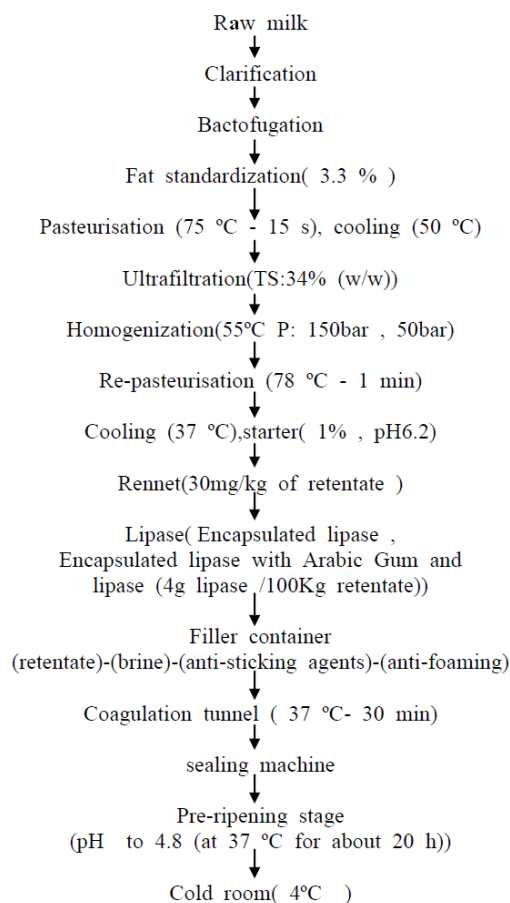 Raw milk
Clarification
Bactofugation
Fat standardization( 3.3 % )
Pasteurisation (75 ºC - 15 s), cooling (50 ºC)
Ultrafiltration(TS:34% (w/w))
Homogenization(55ºC P: 150bar , 50bar)
Re-pasteurisation (78 ºC - 1 min)
Cooling (37 ºC),starter( 1% , pH6.2)
Rennet(30mg/kg of retentate )
Lipase( Encapsulated lipase ,
Encapsulated lipase with Arabic Gum and
lipase (4g lipase /100Kg retentate))
Filler container
(retentate)-(brine)-(anti-sticking agents)-(anti-foaming)
Coagulation tunnel ( 37 ºC- 30 min)
sealing machine
Pre-ripening stage
(pH to 4.8 (at 37 ºC for about 20 h))
Cold room( 4ºC )